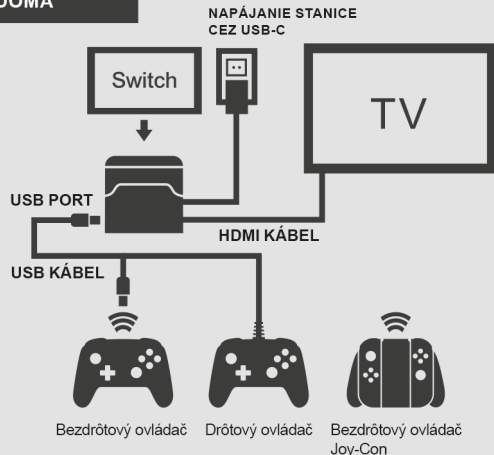 DOMA
NAPÁJANIE STANICE
CEZ USB-C
Switch
TV
USB PORT
HDMI KÁBEL
USB KÁBEL
Bezdrôtový ovládač
Drôtový ovládač
Bezdrôtový ovládač
Joy-Con